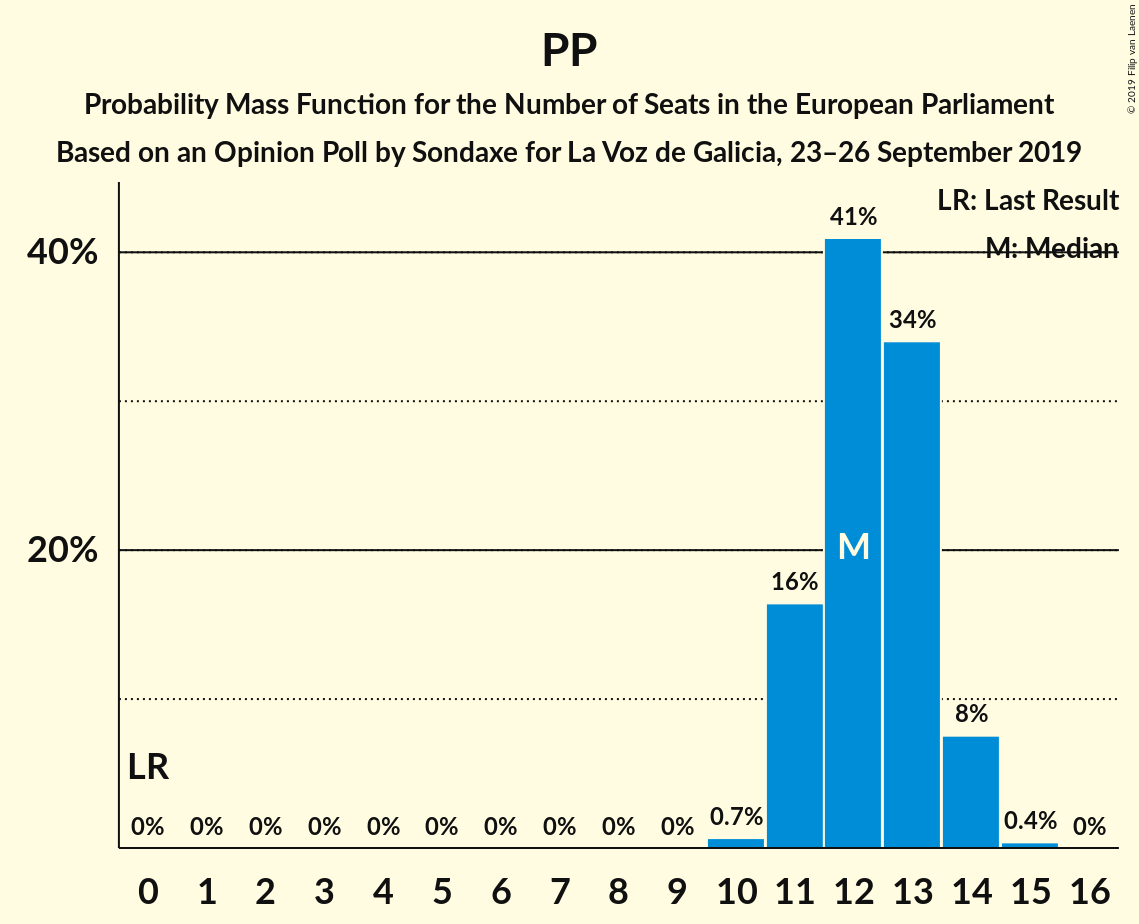 PP
Probability Mass Function for the Number of Seats in the European Parliament
Based on an Opinion Poll by Sondaxe for La Voz de Galicia, 23–26 September 2019
© 2019 Filip van Laenen
LR: Last Result
M: Median
40%
20%
41%
34%
16%
8%
M
LR
0% 0% 0% 0% 0% 0% 0% 0% 0% 0% 0.7% 0.4% 0%
0 1 2 3 4 5 6 7 8 9 10 11 12 13 14 15 16